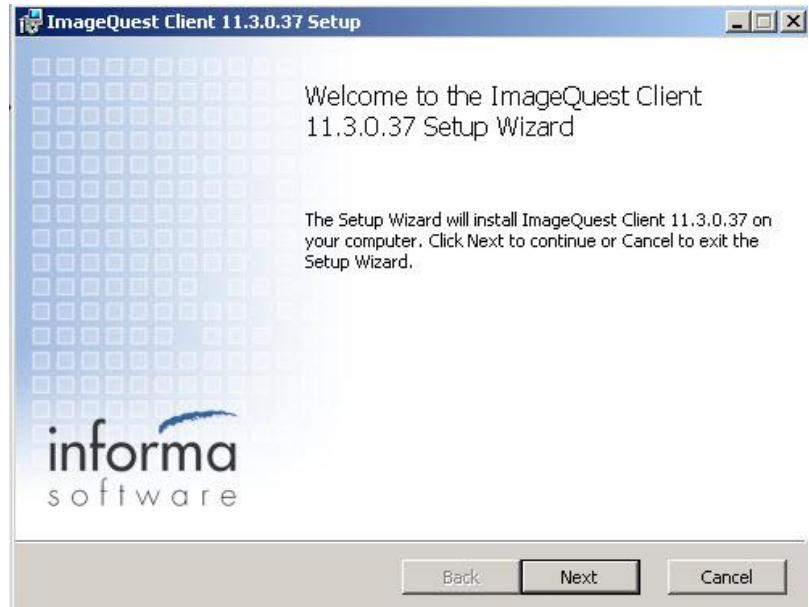 ImageQuest Client 11.3.0.37 Setup
Welcome to the ImageQuest Client
11.3.0.37 Setup Wizard
The Setup Wizard will install ImageQuest Client 11.3.0.37 on
your computer. Click Next to continue or Cancel to exit the
Setup Wizard.
informa
software
Back Next Cancel